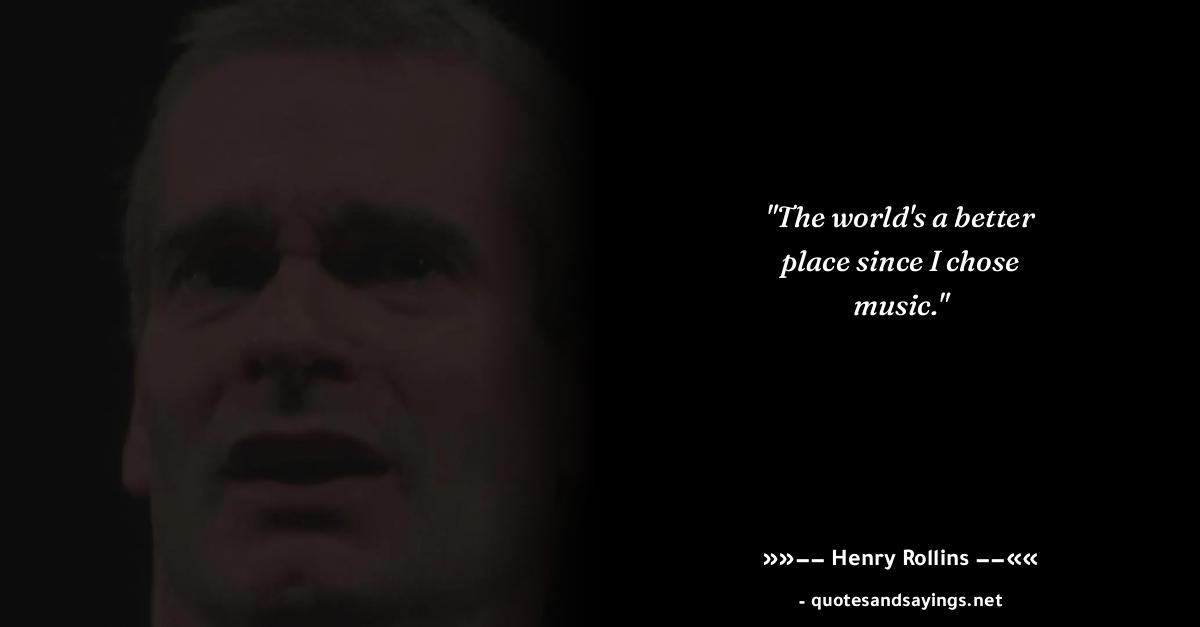 "The world's a better
place since I chose
music."
»»—— Henry Rollins ——««
- quotesandsayings.net